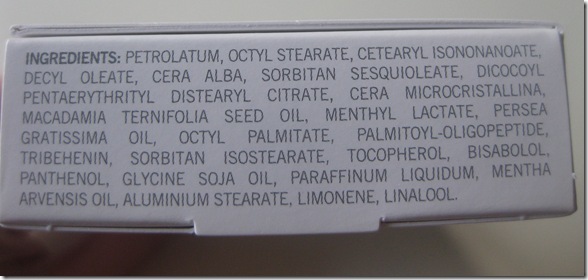 INGREDIENTS: PETROLATUM, OCTYL STEARATE, CETEARYL ISONONANOATE,
DECYL OLEATE, CERA ALBA, SORBITAN SESQUIOLEATE, DICOCOYL
PENTAERYTHRITYL DISTEARYL CITRATE, CERA MICROCRISTALLINA,
MACADAMIA TERNIFOLIA SEED OIL, MENTHYL LACTATE, PERSEA
GRATISSIMA OIL, OCTYL PALMITATE, PALMITOYL-OLIGOPEPTIDE,
TRIBEHENIN, SORBITAN ISOSTEARATE, TOCOPHEROL, BISABOLOL,
PANTHENOL, GLYCINE SOJA OIL, PARAFFINUM LIQUIDUM, MENTHA
ARVENSIS OIL, ALUMINIUM STEARATE, LIMONENE, LINALOOL.